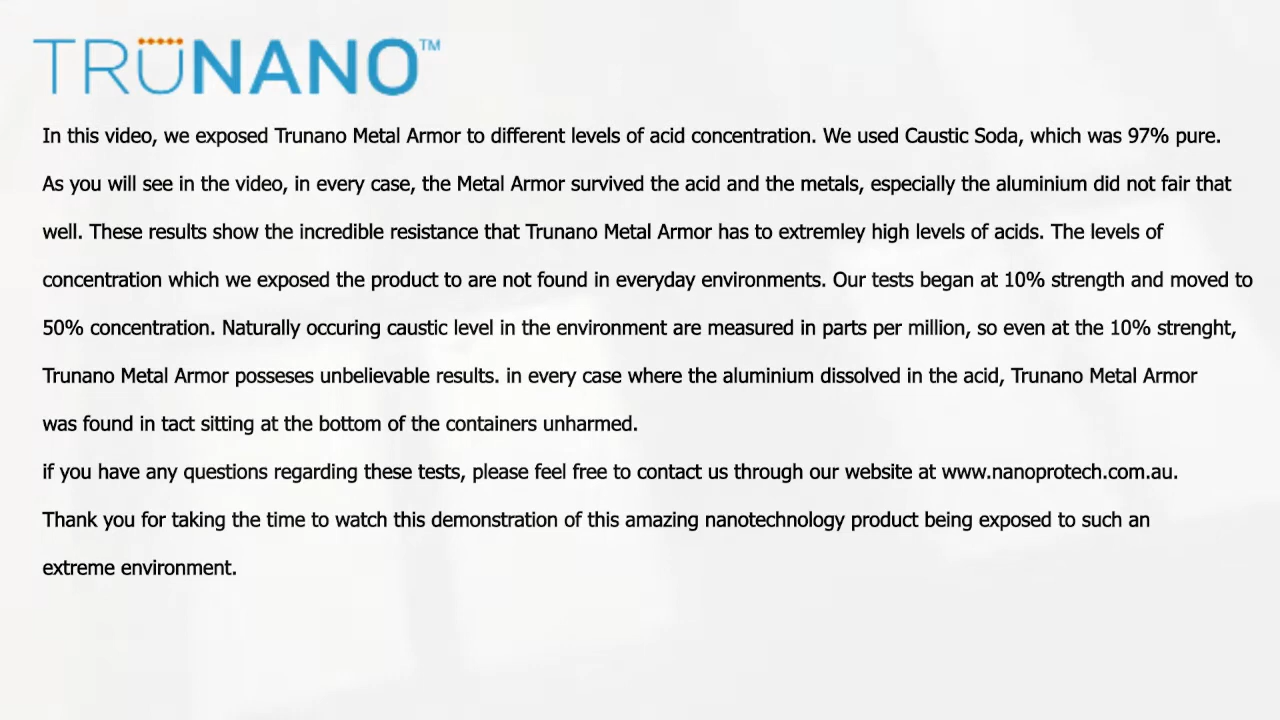 TRÜNANO™
In this video, we exposed Trunano Metal Armor to different levels of acid concentration. We used Caustic Soda, which was 97% pure.
As you will see in the video, in every case, the Metal Armor survived the acid and the metals, especially the aluminium did not fair that
well. These results show the incredible resistance that Trunano Metal Armor has to extremley high levels of acids. The levels of
concentration which we exposed the product to are not found in everyday environments. Our tests began at 10% strength and moved to
50% concentration. Naturally occuring caustic level in the environment are measured in parts per million, so even at the 10% strenght,
Trunano Metal Armor posseses unbelievable results. in every case where the aluminium dissolved in the acid, Trunano Metal Armor
was found in tact sitting at the bottom of the containers unharmed.
if you have any questions regarding these tests, please feel free to contact us through our website at www.nanoprotech.com.au.
Thank you for taking the time to watch this demonstration of this amazing nanotechnology product being exposed to such an
extreme environment.